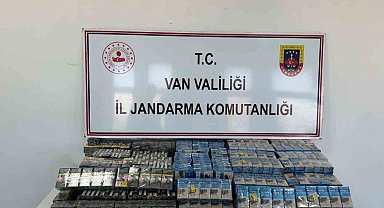 T.C.
VAN VALİLİĞİ
İL JANDARMA KOMUTANLIĞI